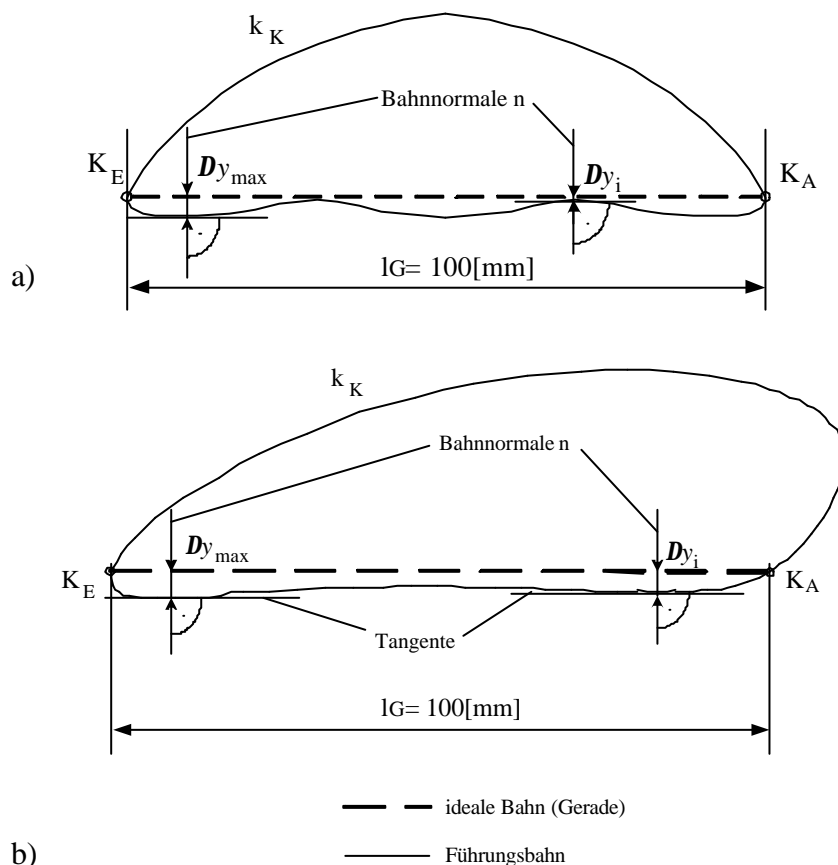 k K
Bahnnormale n
K E
Dy max
Dy i
K A
lG= 100[mm]
a)
k K
Bahnnormale n
Dy max
Dy i
K E
K A
Tangente
lG= 100[mm]
ideale Bahn (Gerade)
b)
Führungsbahn